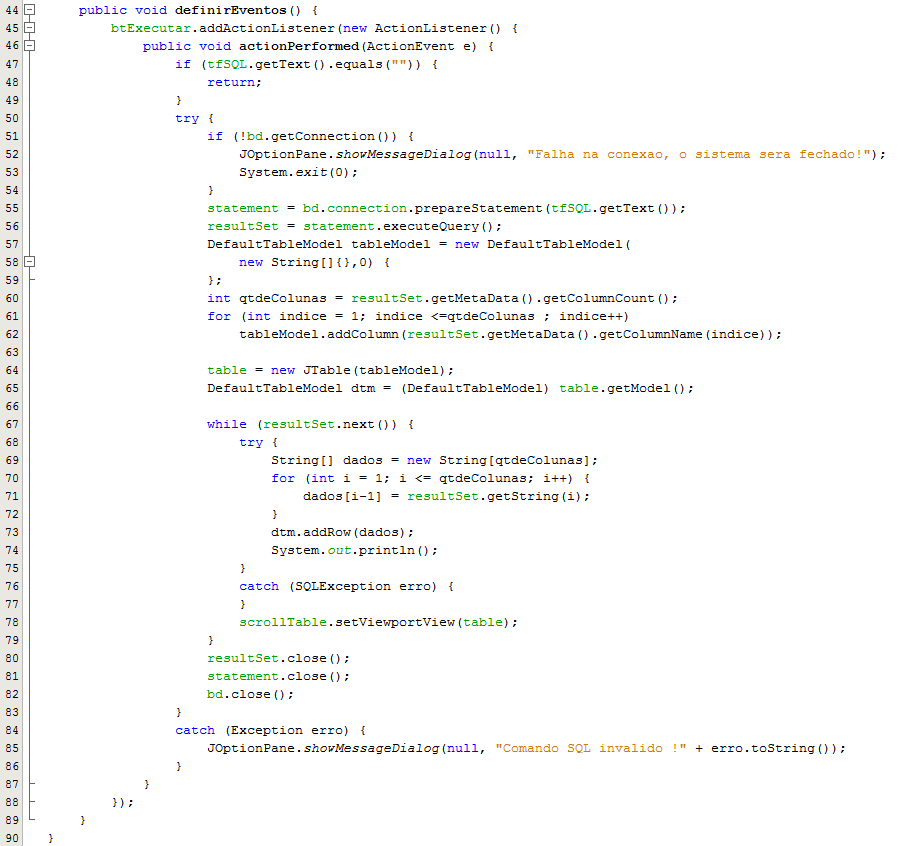 44 public void definirEventos() {
45 btExecutar.addActionListener(new ActionListener() {
46 public void actionPerformed(ActionEvent e) {
47 if (tfSQL.getText().equals("")) {
48 return;
49 }
50 try {
51 if (!bd.getConnection()) {
52 JOptionPane.showMessageDialog(null, "Falha na conexao, o sistema sera fechado!");
53 System.exit(0);
54 }
55 statement = bd.connection.prepareStatement(tfSQL.getText());
56 resultSet = statement.executeQuery();
57 DefaultTableModel tableModel = new DefaultTableModel(
58 new String[]{},0) {
59 };
60 int qtdeColunas = resultSet.getMetaData().getColumnCount();
61 for (int indice = 1; indice <=qtdeColunas ; indice++)
62 tableModel.addColumn(resultSet.getMetaData().getColumnName(indice));
63
64 table = new JTable(tableModel);
65 DefaultTableModel dtm = (DefaultTableModel) table.getModel();
66
67 while (resultSet.next()) {
68 try {
69 String[] dados = new String[qtdeColunas];
70 for (int i = 1; i <= qtdeColunas; i++) {
71 dados[i-1] = resultSet.getString(i);
72 }
73 dtm.addRow(dados);
74 System.out.println();
75 }
76 catch (SQLException erro) {
77 }
78 scrollTable.setViewportView(table);
79 }
80 resultSet.close();
81 statement.close();
82 bd.close();
83 }
84 catch (Exception erro) {
85 JOptionPane.showMessageDialog(null, "Comando SQL invalido !" + erro.toString());
86 }
87 }
88 });
89 }
90 }